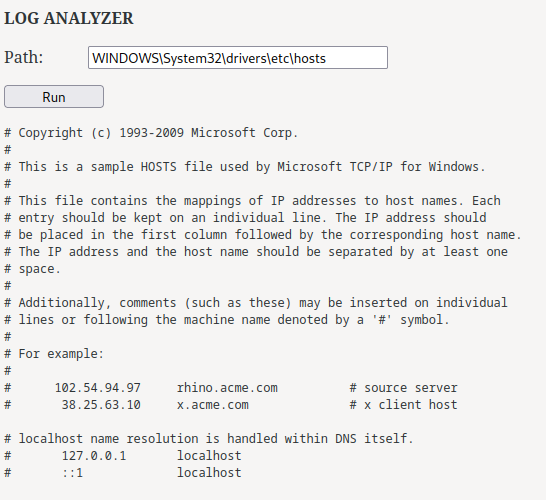 LOG ANALYZER
Path: WINDOWS\System32\drivers\etc\hosts
Run
# Copyright (c) 1993-2009 Microsoft Corp.
#
# This is a sample HOSTS file used by Microsoft TCP/IP for Windows.
#
# This file contains the mappings of IP addresses to host names. Each
# entry should be kept on an individual line. The IP address should
# be placed in the first column followed by the corresponding host name.
# The IP address and the host name should be separated by at least one
# space.
#
# Additionally, comments (such as these) may be inserted on individual
# lines or following the machine name denoted by a '#' symbol.
#
# For example:
#
#      102.54.94.97     rhino.acme.com          # source server
#       38.25.63.10     x.acme.com              # x client host
# localhost name resolution is handled within DNS itself.
#       127.0.0.1       localhost
#       ::1             localhost